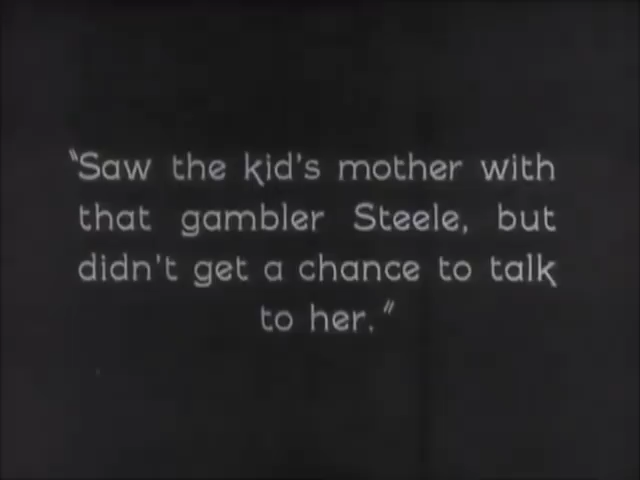 "Saw the kid's mother with
that gambler Steele, but
didn't get a chance to talk
to her."